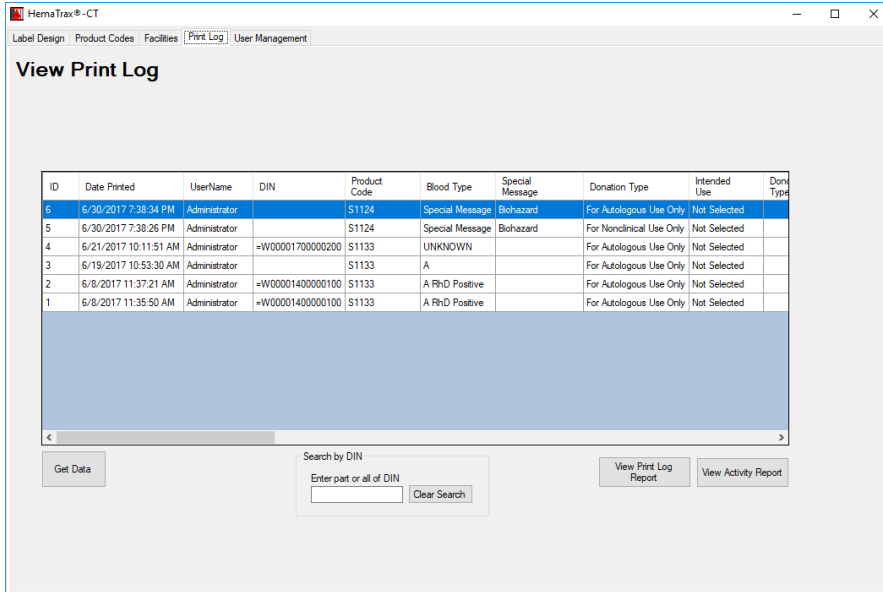 HemaTrax®-CT
Label Design Product Codes Facilities Print Log User Management
View Print Log
ID Date Printed UserName DIN Product Code Blood Type Special Message Donation Type Intended Use Dono Type
6 6/30/2017 7:38:34 PM Administrator S1124 Special Message Biohazard For Autologous Use Only Not Selected
5 6/30/2017 7:38:26 PM Administrator S1124 Special Message Biohazard For Nonclinical Use Only Not Selected
4 6/21/2017 10:11:51 AM Administrator =W00001700000200 S1133 UNKNOWN For Autologous Use Only Not Selected
3 6/19/2017 10:53:30 AM Administrator S1133 A For Autologous Use Only Not Selected
2 6/8/2017 11:37:21 AM Administrator =W00001400000100 S1133 A RhD Positive For Autologous Use Only Not Selected
1 6/8/2017 11:35:50 AM Administrator =W00001400000100 S1133 A RhD Positive For Autologous Use Only Not Selected
Get Data
Search by DIN
Enter part or all of DIN
Clear Search
View Print Log
Report
View Activity Report